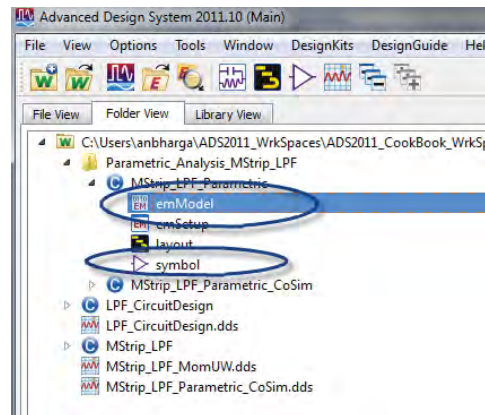 Advanced Design System 2011.10 (Main)
File View Options Tools Window DesignKits DesignGuide Hel
File View Folder View Library View
C:\Users\anbharga\ADS2011_WrkSpaces\ADS2011_CookBook_WrkSp
Parametric_Analysis_MStrip_LPF
MStrip_LPF_Parametric
emModel
emSetup
layout
symbol
MStrip_LPF_Parametric_CoSim
LPF_CircuitDesign
LPF_CircuitDesign.dds
MStrip_LPF
MStrip_LPF_MomUW.dds
MStrip_LPF_Parametric_CoSim.dds